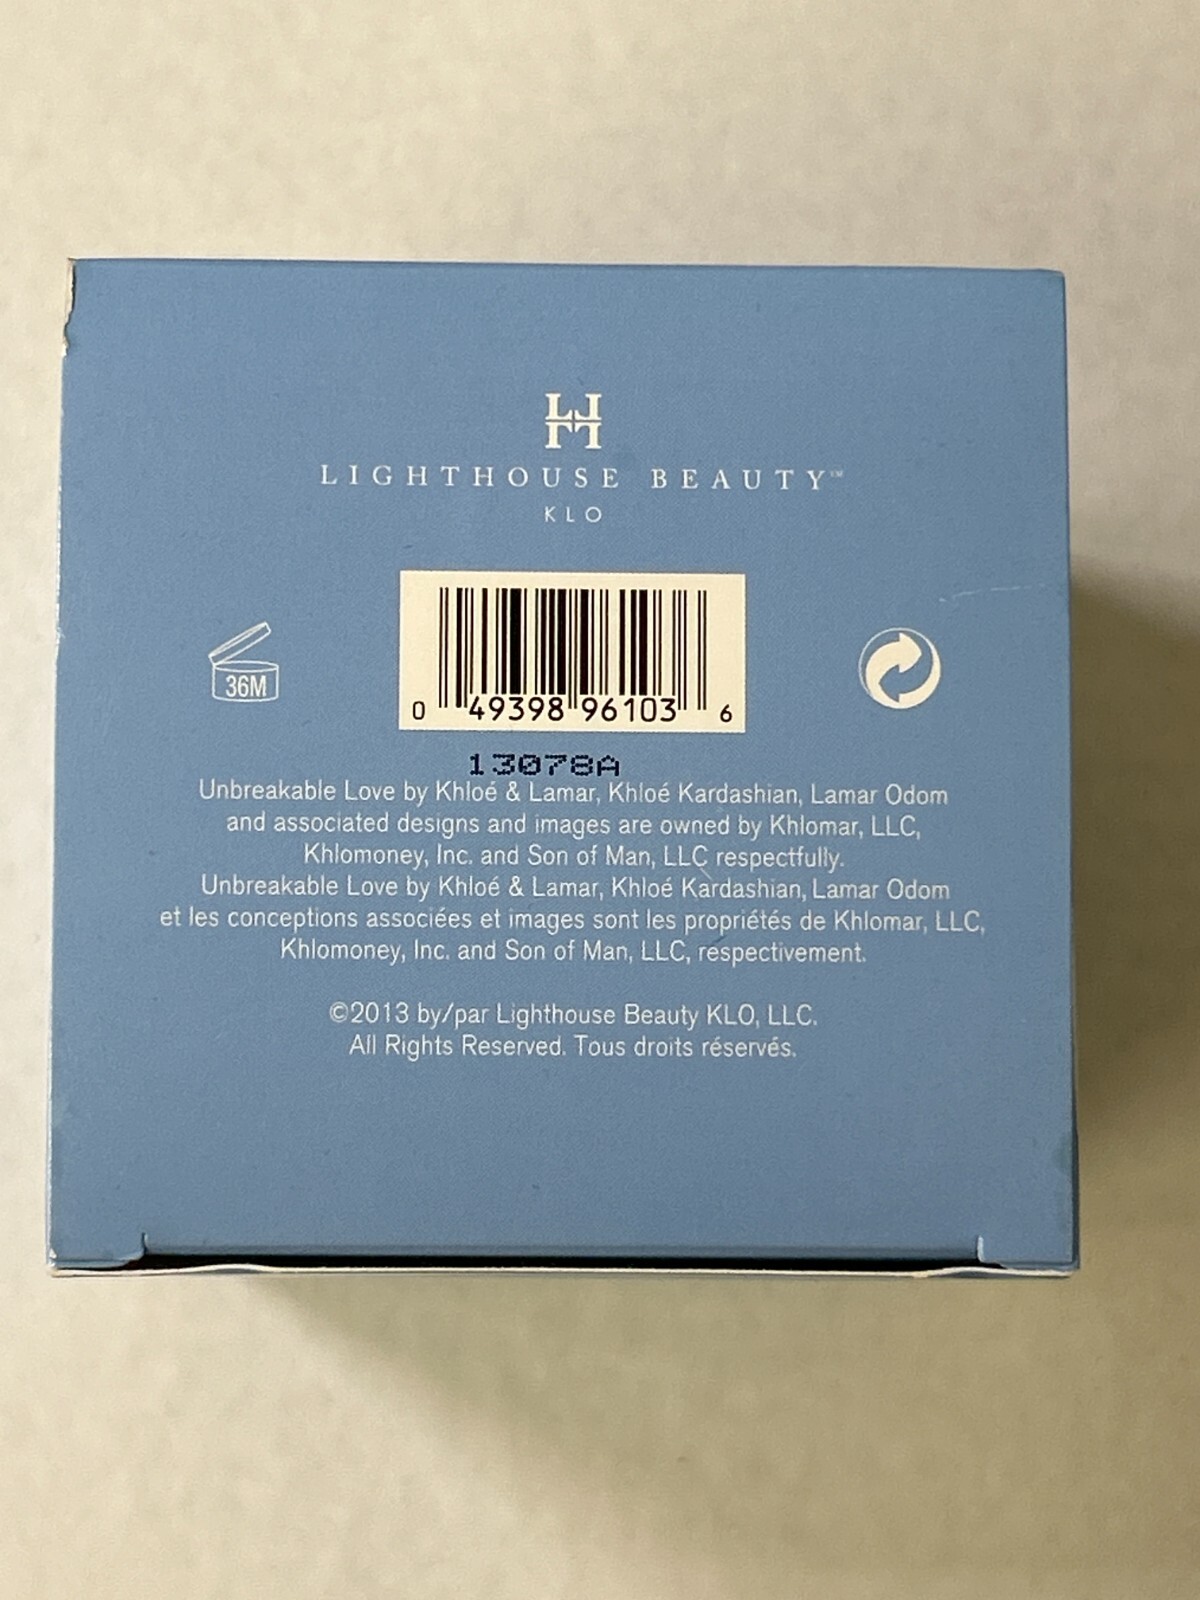 LIGHTHOUSE BEAUTY™
KLO
36M
0 49398 96103 6
13078A
Unbreakable Love by Khloé & Lamar, Khloé Kardashian, Lamar Odom
and associated designs and images are owned by Khlomar, LLC,
Khlomoney, Inc. and Son of Man, LLC respectfully.
Unbreakable Love by Khloé & Lamar, Khloé Kardashian, Lamar Odom
et les conceptions associées et images sont les propriétés de Khlomar, LLC,
Khlomoney, Inc. and Son of Man, LLC, respectivement.
©2013 by/par Lighthouse Beauty KLO, LLC.
All Rights Reserved. Tous droits réservés.